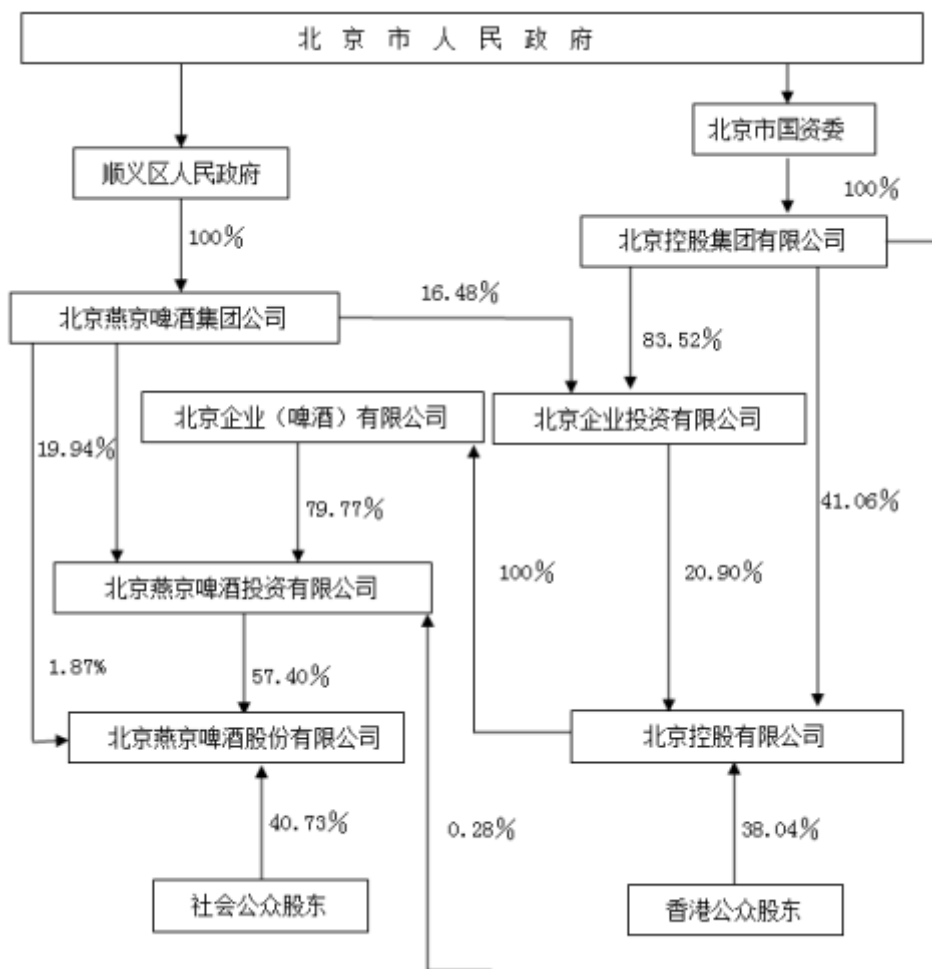 北京市人民政府
北京市国资委
顺义区人民政府
100%
100%
北京控股集团有限公司
16.48%
北京燕京啤酒集团公司
83.52%
北京企业（啤酒）有限公司
北京企业投资有限公司
19.94%
79.77%
41.06%
100%
20.90%
北京燕京啤酒投资有限公司
1.87%
57.40%
北京燕京啤酒股份有限公司
北京控股有限公司
40.73%
0.28%
38.04%
社会公众股东
香港公众股东